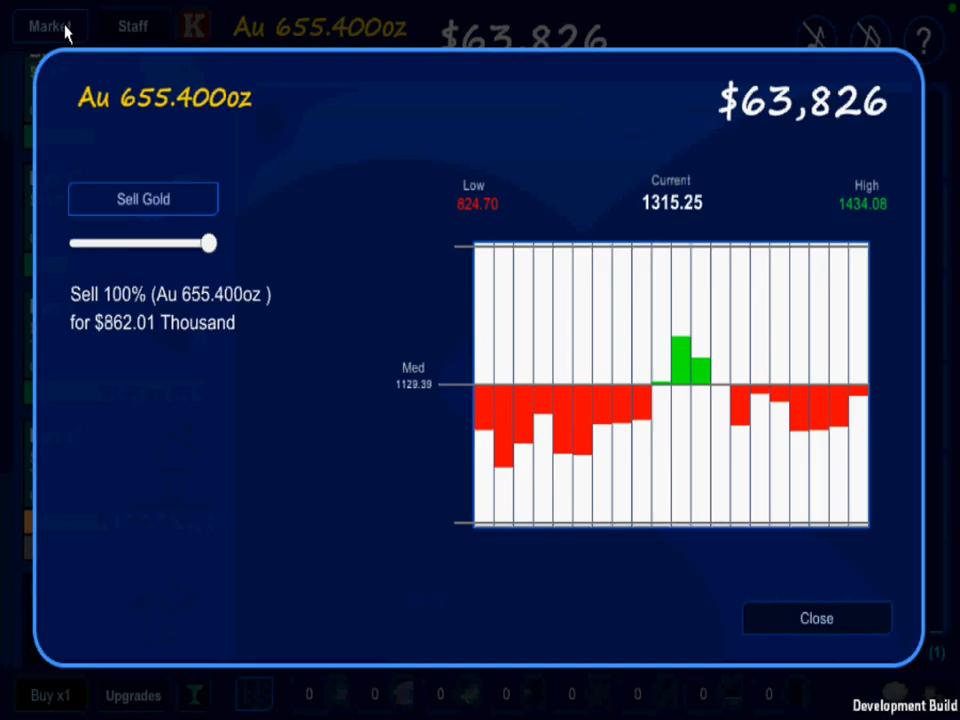 Market Staff K Au 655.400oz $63,826 ?
Au 655.400oz $63,826
Sell Gold
Low Current High
824.70 1315.25 1434.08
Sell 100% (Au 655.400oz )
for $862.01 Thousand
Med
1129.39
Close
(1)
Buy x1 Upgrades 0 0 0 0 0 0 0 0
Development Build